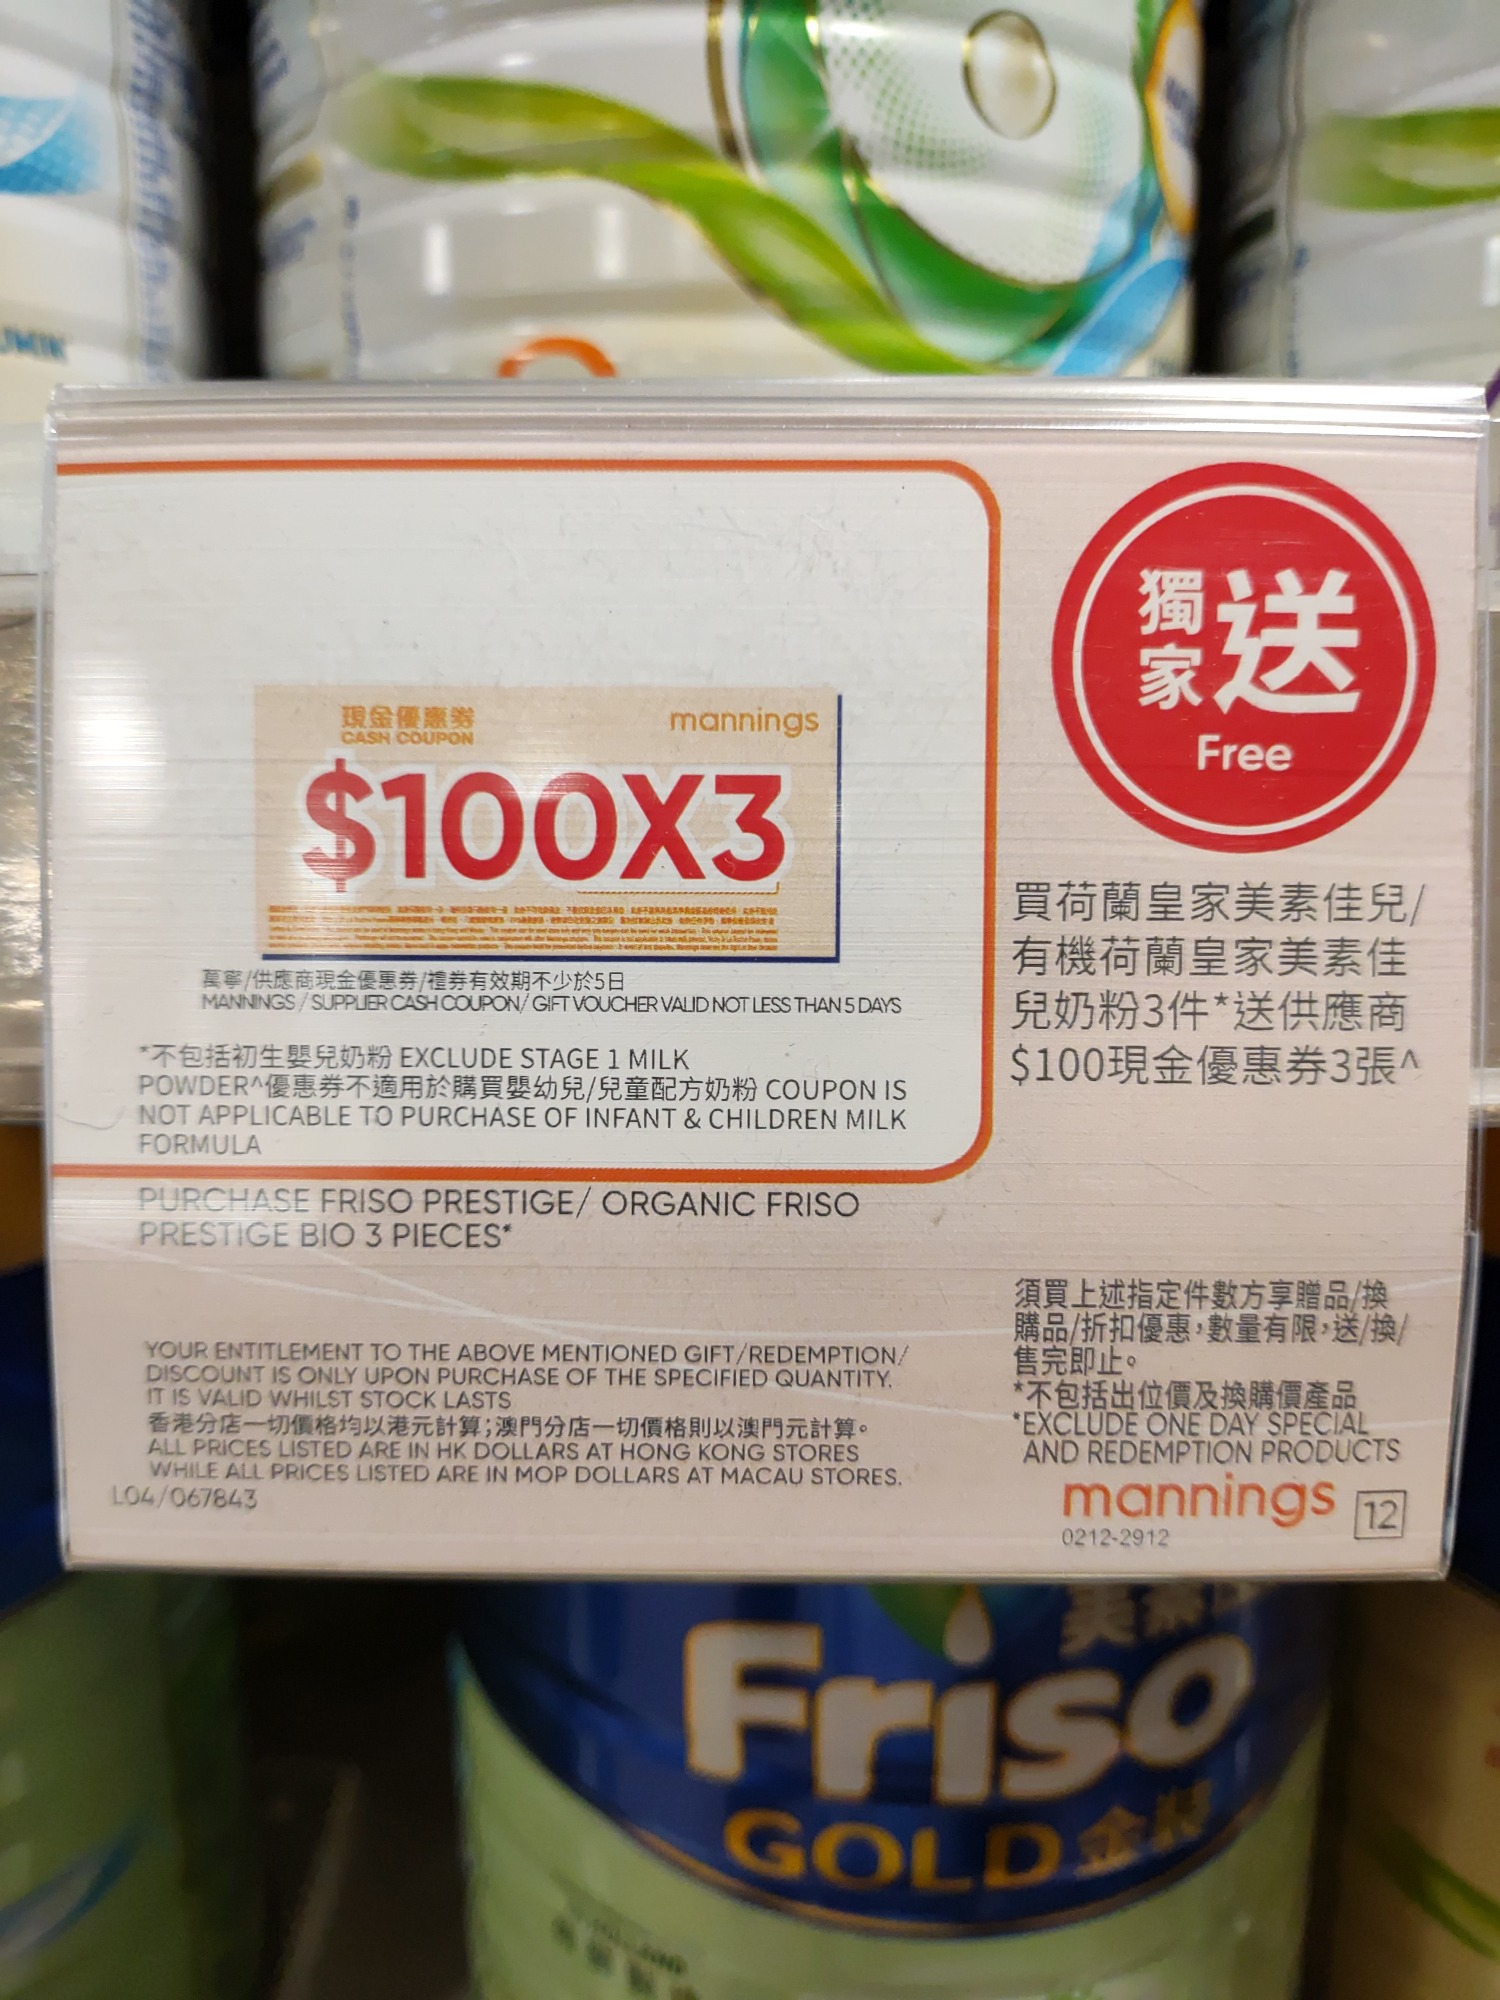 獨家送
Free
現金優惠券
CASH COUPON
mannings
$100X3
萬寧/供應商現金優惠券/禮券有效期不少於5日
MANNINGS / SUPPLIER CASH COUPON/ GIFT VOUCHER VALID NOT LESS THAN 5 DAYS
*不包括初生嬰兒奶粉 EXCLUDE STAGE 1 MILK
POWDER^優惠券不適用於購買嬰幼兒/兒童配方奶粉 COUPON IS
NOT APPLICABLE TO PURCHASE OF INFANT & CHILDREN MILK
FORMULA
買荷蘭皇家美素佳兒/
有機荷蘭皇家美素佳
兒奶粉3件*送供應商
$100現金優惠券3張^
PURCHASE FRISO PRESTIGE/ ORGANIC FRISO
PRESTIGE BIO 3 PIECES*
YOUR ENTITLEMENT TO THE ABOVE MENTIONED GIFT/REDEMPTION/
DISCOUNT IS ONLY UPON PURCHASE OF THE SPECIFIED QUANTITY.
IT IS VALID WHILST STOCK LASTS
香港分店一切價格均以港元計算;澳門分店一切價格則以澳門元計算。
ALL PRICES LISTED ARE IN HK DOLLARS AT HONG KONG STORES
WHILE ALL PRICES LISTED ARE IN MOP DOLLARS AT MACAU STORES.
L04/067843
須買上述指定件數方享贈品/換
購品/折扣優惠,數量有限,送/換/
售完即止。
*不包括出位價及換購價產品
*EXCLUDE ONE DAY SPECIAL
AND REDEMPTION PRODUCTS
mannings 12
0212-2912
Friso
GOLD 金裝